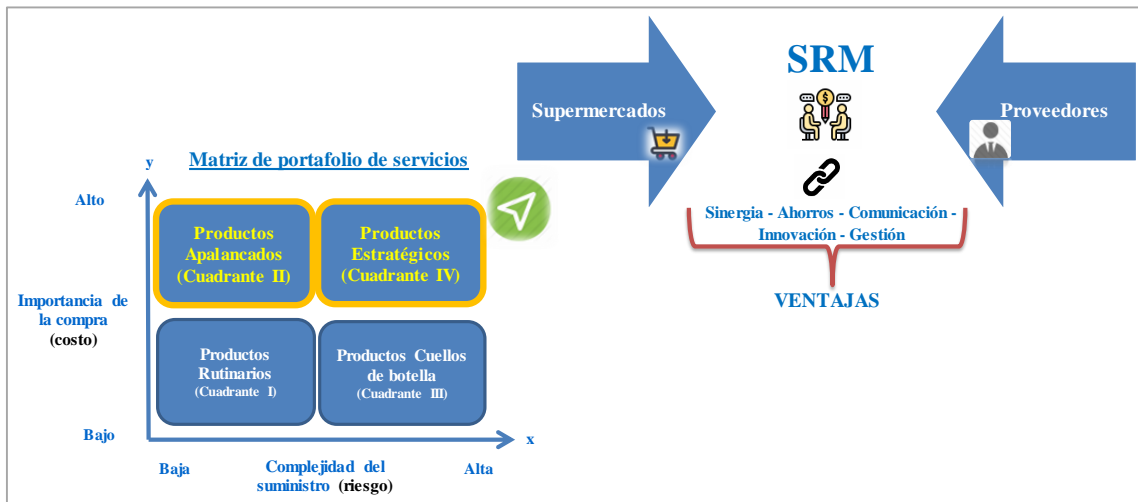 SRM
Supermercados
Proveedores
Sinergia - Ahorros - Comunicación -
Innovación - Gestión
VENTAJAS
Matriz de portafolio de servicios
y
Alto
Productos
Apalancados
(Cuadrante II)
Productos
Estratégicos
(Cuadrante IV)
Importancia de
la compra
(costo)
Productos
Rutinarios
(Cuadrante I)
Productos Cuellos
de botella
(Cuadrante III)
Bajo
x
Baja
Complejidad del
suministro (riesgo)
Alta